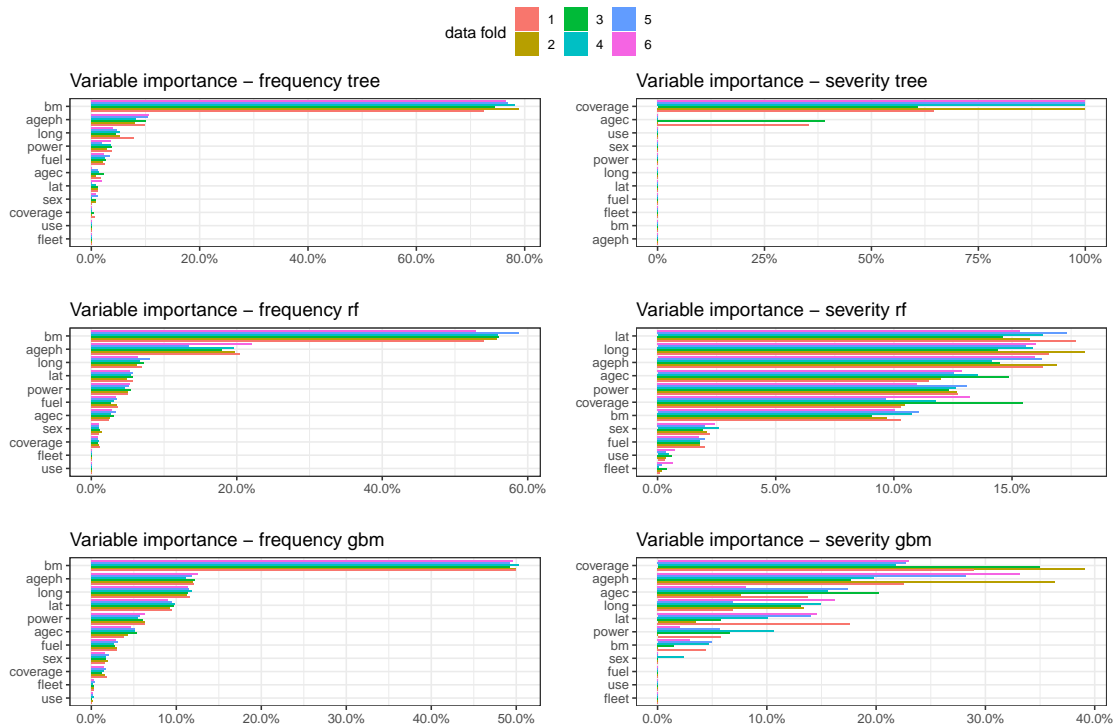 data fold 1 3 5
2 4 6
Variable importance − frequency tree
bm
ageph
long
power
fuel
agec
lat
sex
coverage
use
fleet
0.0% 20.0% 40.0% 60.0% 80.0%
Variable importance − severity tree
coverage
agec
use
sex
power
long
lat
fuel
fleet
bm
ageph
0% 25% 50% 75% 100%
Variable importance − frequency rf
bm
ageph
long
lat
power
fuel
agec
sex
coverage
fleet
use
0.0% 20.0% 40.0% 60.0%
Variable importance − severity rf
lat
long
ageph
agec
power
coverage
bm
sex
fuel
use
fleet
0.0% 5.0% 10.0% 15.0%
Variable importance − frequency gbm
bm
ageph
long
lat
power
agec
fuel
sex
coverage
fleet
use
0.0% 10.0% 20.0% 30.0% 40.0% 50.0%
Variable importance − severity gbm
coverage
ageph
agec
long
lat
power
bm
sex
fuel
use
fleet
0.0% 10.0% 20.0% 30.0% 40.0%